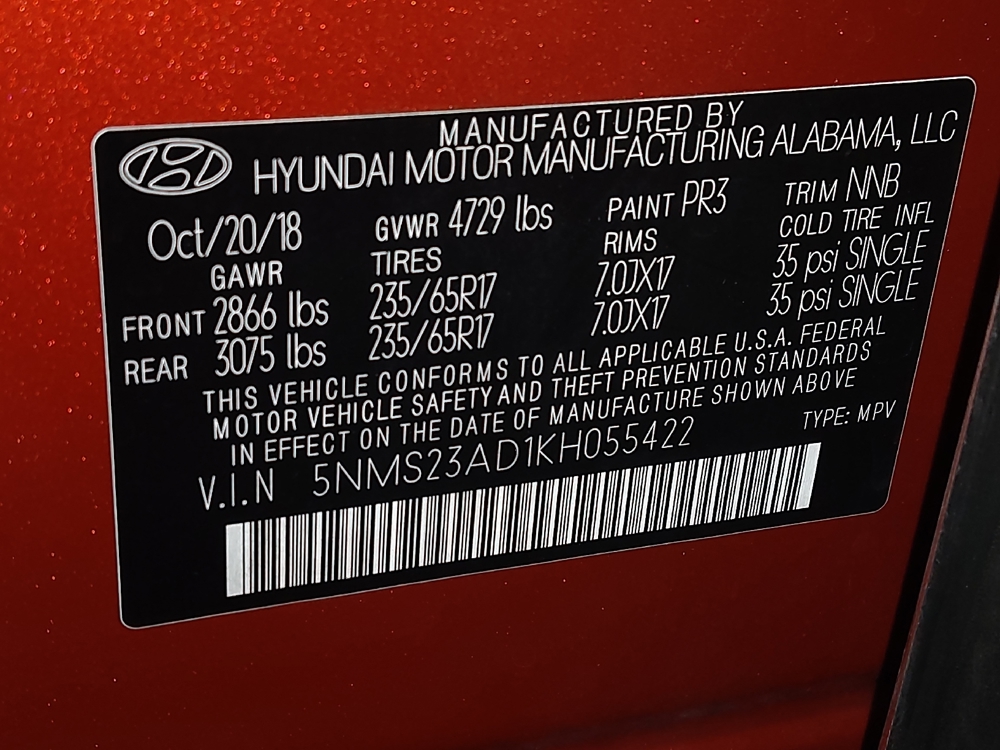 MANUFACTURED BY
HYUNDAI MOTOR MANUFACTURING ALABAMA, LLC
Oct/20/18 GVWR 4729 lbs PAINT PR3 TRIM NNB
GAWR TIRES RIMS COLD TIRE INFL
FRONT 2866 lbs 235/65R17 7.0JX17 35 psi SINGLE
REAR 3075 lbs 235/65R17 7.0JX17 35 psi SINGLE
THIS VEHICLE CONFORMS TO ALL APPLICABLE U.S.A. FEDERAL
MOTOR VEHICLE SAFETY AND THEFT PREVENTION STANDARDS
IN EFFECT ON THE DATE OF MANUFACTURE SHOWN ABOVE
V.I.N 5NMS23AD1KH055422 TYPE: MPV